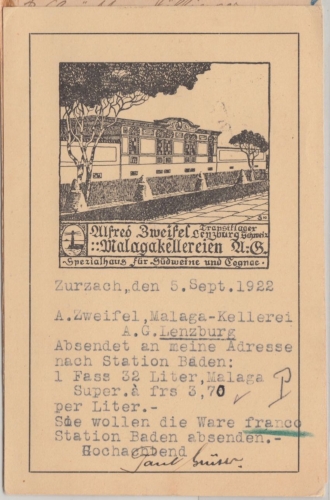 Alfred Zweifel Transitlager
Lenzburg Schweiz
::Malagakellereien A:G.
Spezialhaus für Südweine und Cognac
Zurzach,den 5.Sept.1922
A.Zweifel,Malaga-Kellerei
A.G.Lenzburg
Absendet an meine Adresse
nach Station Baden:
1 Fass 32 Liter,Malaga
Super.à frs 3,70
per Liter.-
Sie wollen die Ware franco
Station Baden absenden.-
Hochachtend